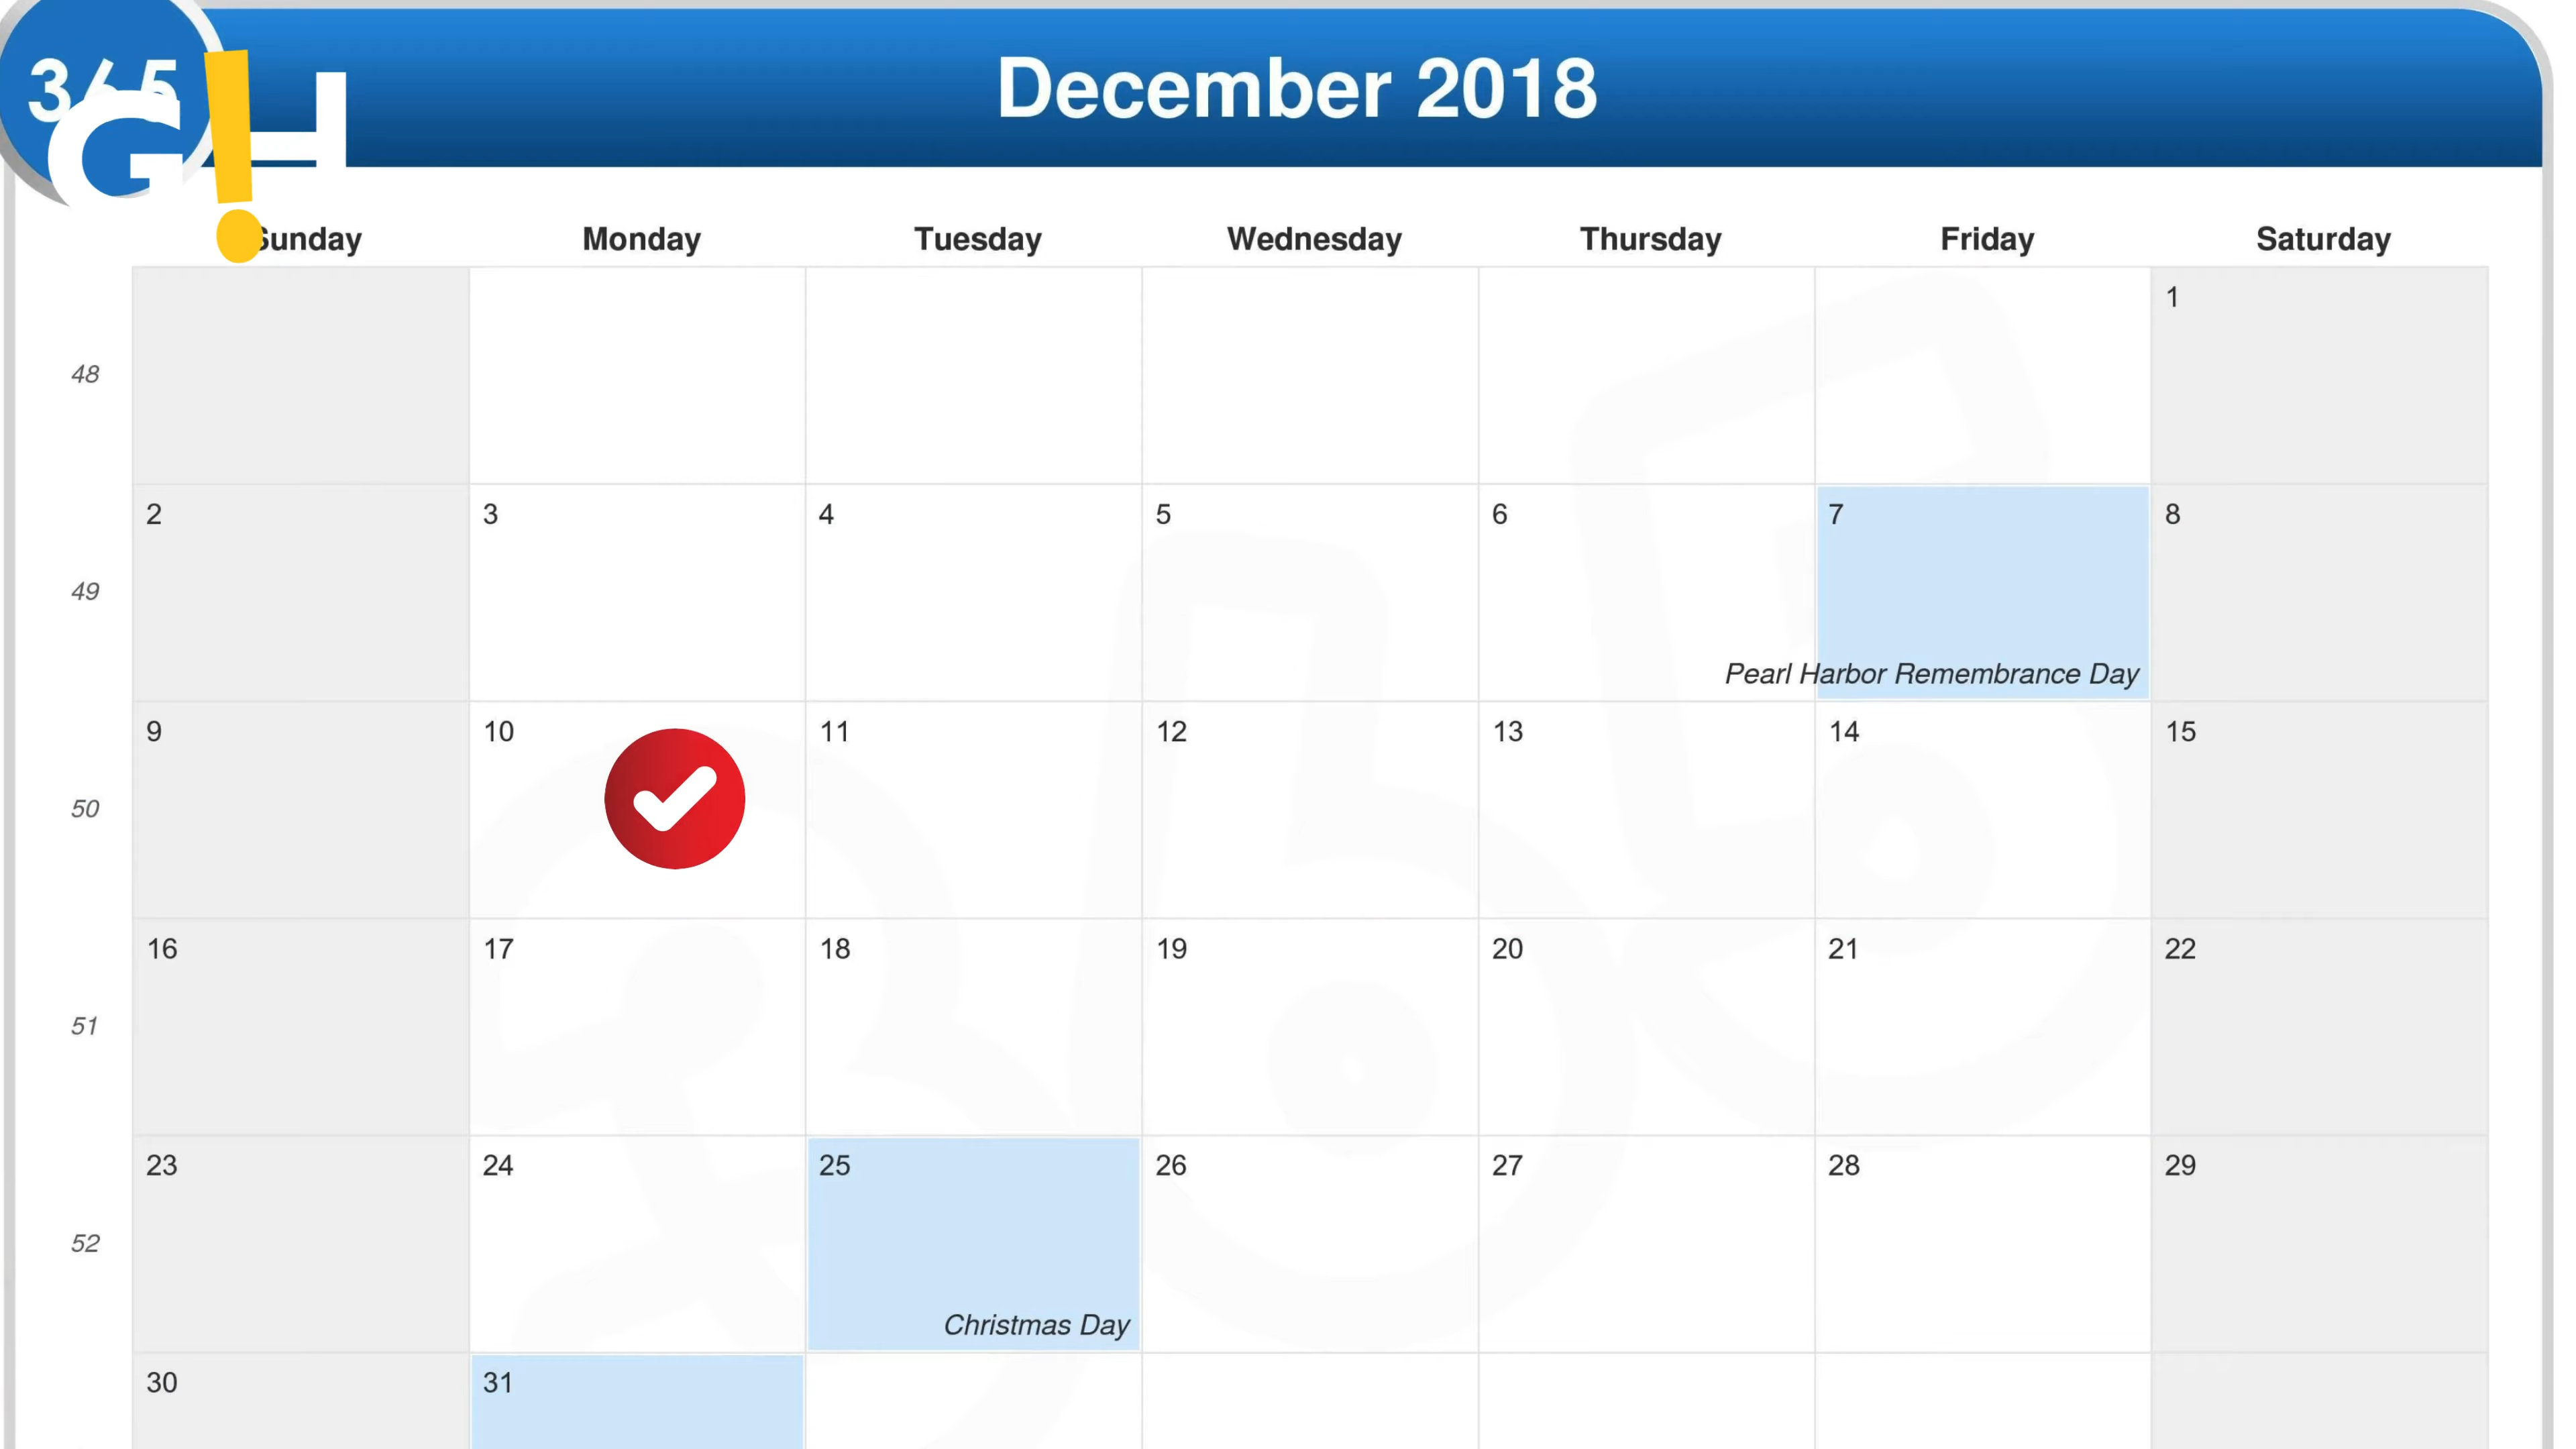 365
G!H
December 2018
Sunday Monday Tuesday Wednesday Thursday Friday Saturday
1
48
2 3 4 5 6 7 8
49
Pearl Harbor Remembrance Day
9 10 11 12 13 14 15
50
16 17 18 19 20 21 22
51
23 24 25 26 27 28 29
52
Christmas Day
30 31